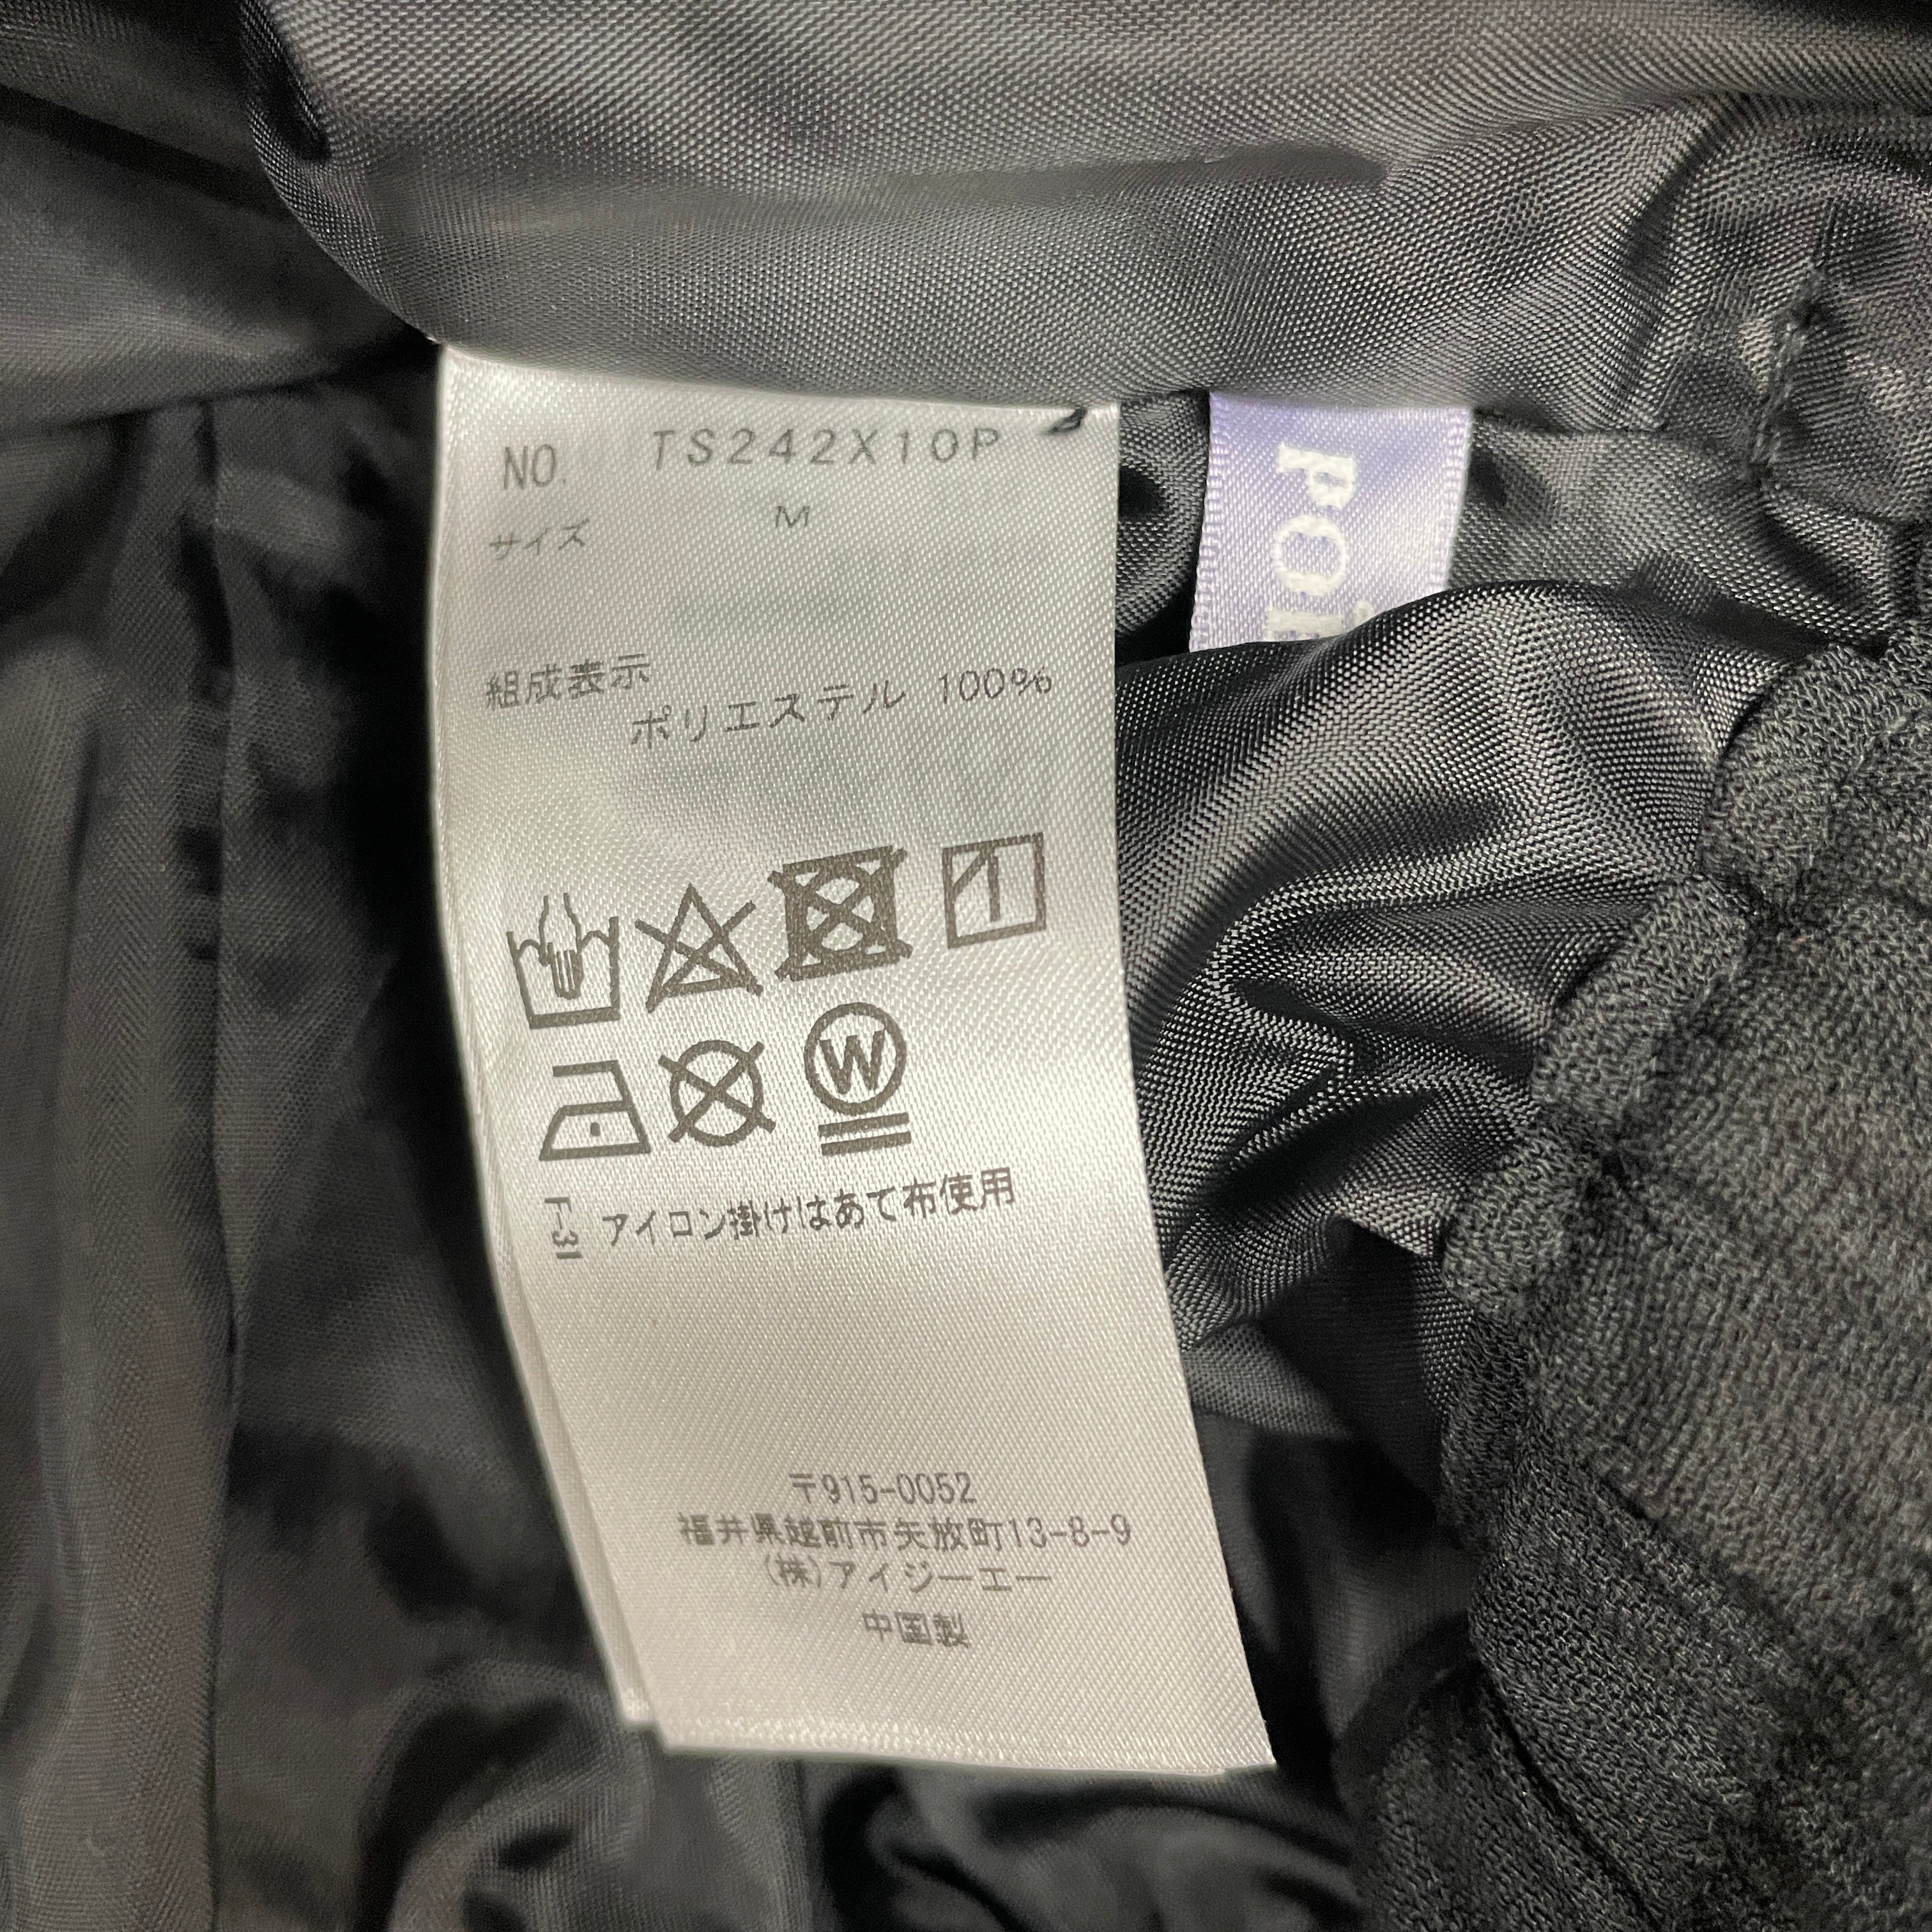 NO. TS242X10P
サイズ M
組成表示
ポリエステル 100%
W
F-31 アイロン掛けはあて布使用
〒915-0052
福井県越前市矢放町13-8-9
(株)アイジーエー
中国製